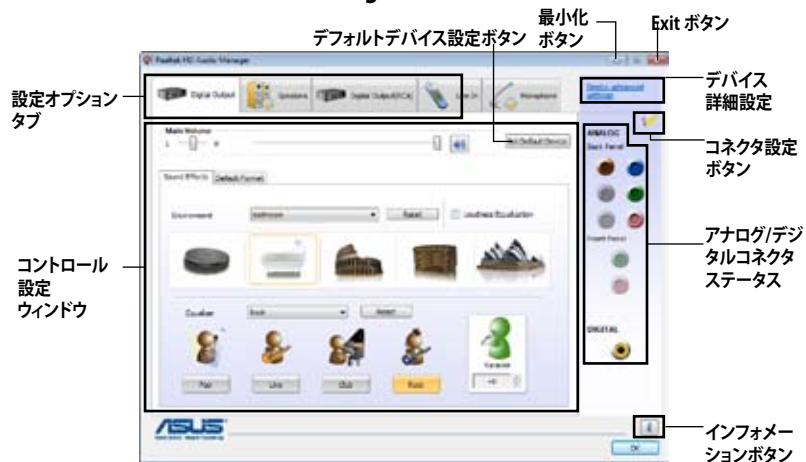 最小化
ボタン
Exit ボタン
デフォルトデバイス設定ボタン
Realtek HD Audio Manager
デバイス
詳細設定
設定オプション
タブ
Digital Output
Speakers
Digital Output(RCA)
Line In
Microphone
Device advanced
settings
コネクタ設定
ボタン
Main Volume
L
R
Set Default Device
ANALOG
Back Panel
Sound Effects
Default Format
Environment
Bathroom
Reset
Loudness Equalization
Front Panel
アナログ/デジ
タルコネクタ
ステータス
コントロール
設定
ウィンドウ
Equalizer
Rock
Reset
DIGITAL
Karaoke
Pop
Live
Club
Rock
+0
ASUS
i
OK
インフォメー
ションボタン